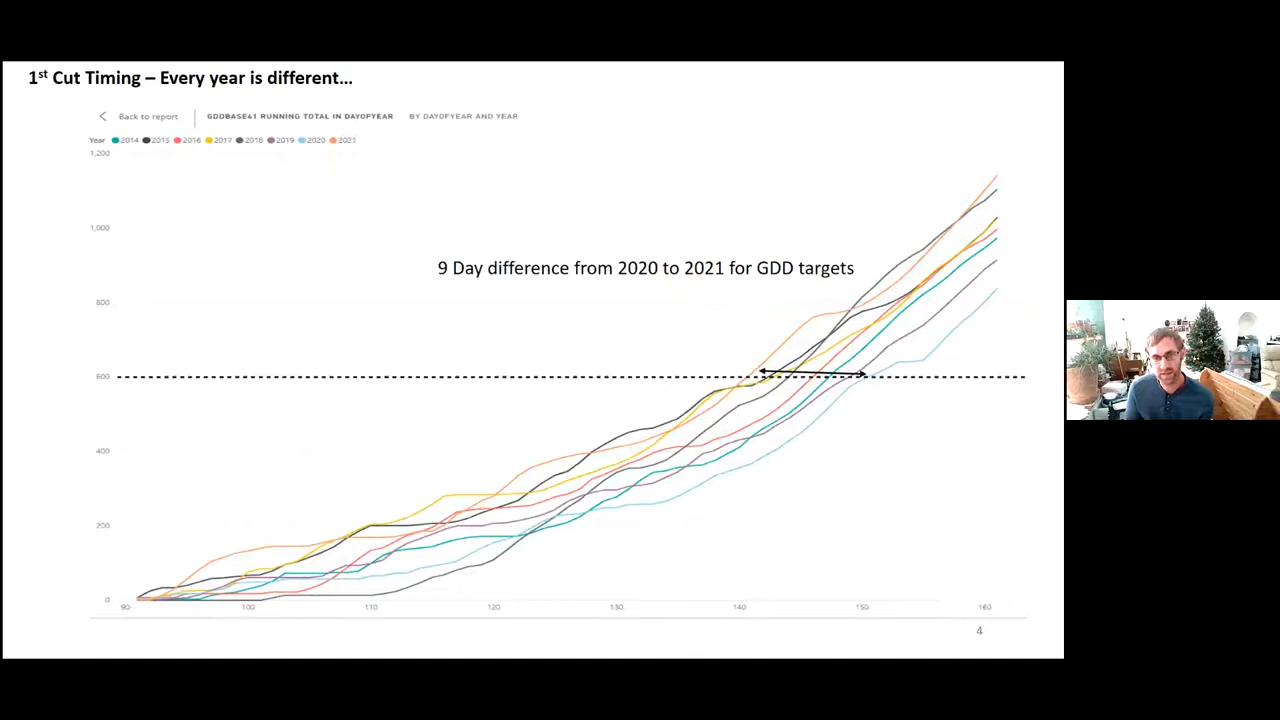 1st Cut Timing – Every year is different...
Back to report
GDDBASE41 RUNNING TOTAL IN DAYOFYEAR BY DAYOFYEAR AND YEAR
Year 2014 2015 2016 2017 2018 2019 2020 2021
1,200
1,000
9 Day difference from 2020 to 2021 for GDD targets
800
600
400
200
0
90 100 110 120 130 140 150 160
4